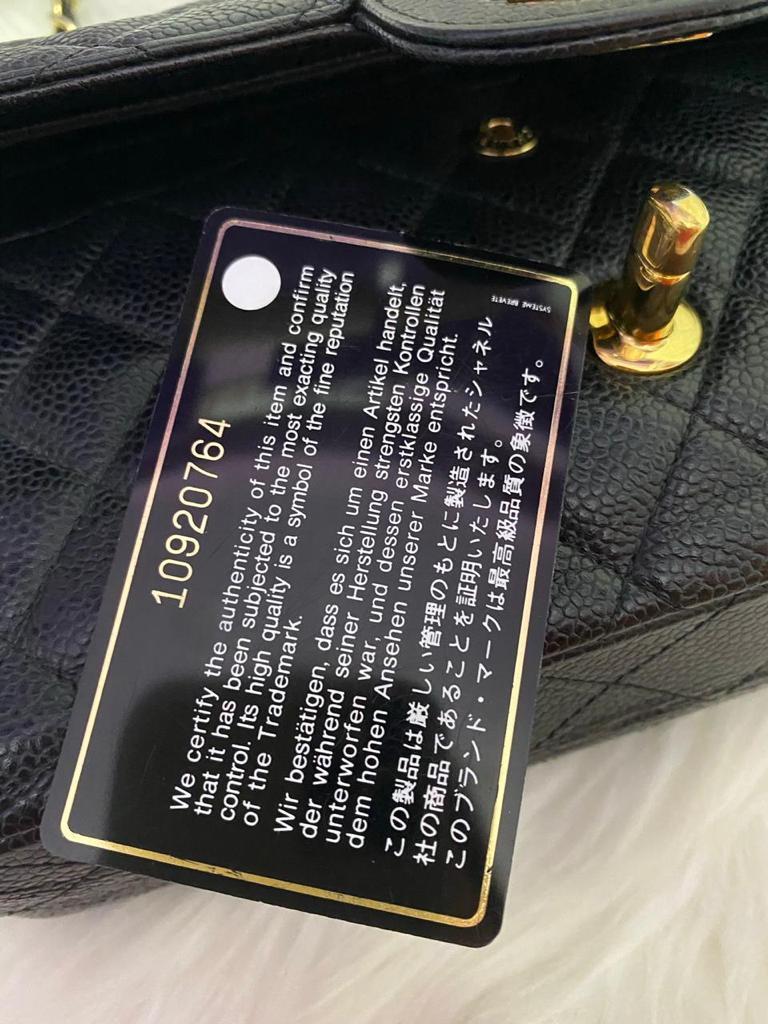 10920764
We certify the authenticity of this item and confirm
that it has been subjected to the most exacting quality
control. Its high quality is a symbol of the fine reputation
of the Trademark.
Wir bestätigen, dass es sich um einen Artikel handelt,
der während seiner Herstellung strengsten Kontrollen
unterworfen war, und dessen erstklassige Qualität
dem hohen Ansehen unserer Marke entspricht.
この製品は厳しい管理のもとに製造されたシャネル
社の商品であることを証明いたします。
このブランド・マークは最高級品質の象徴です。
SYSTEME BREVETE